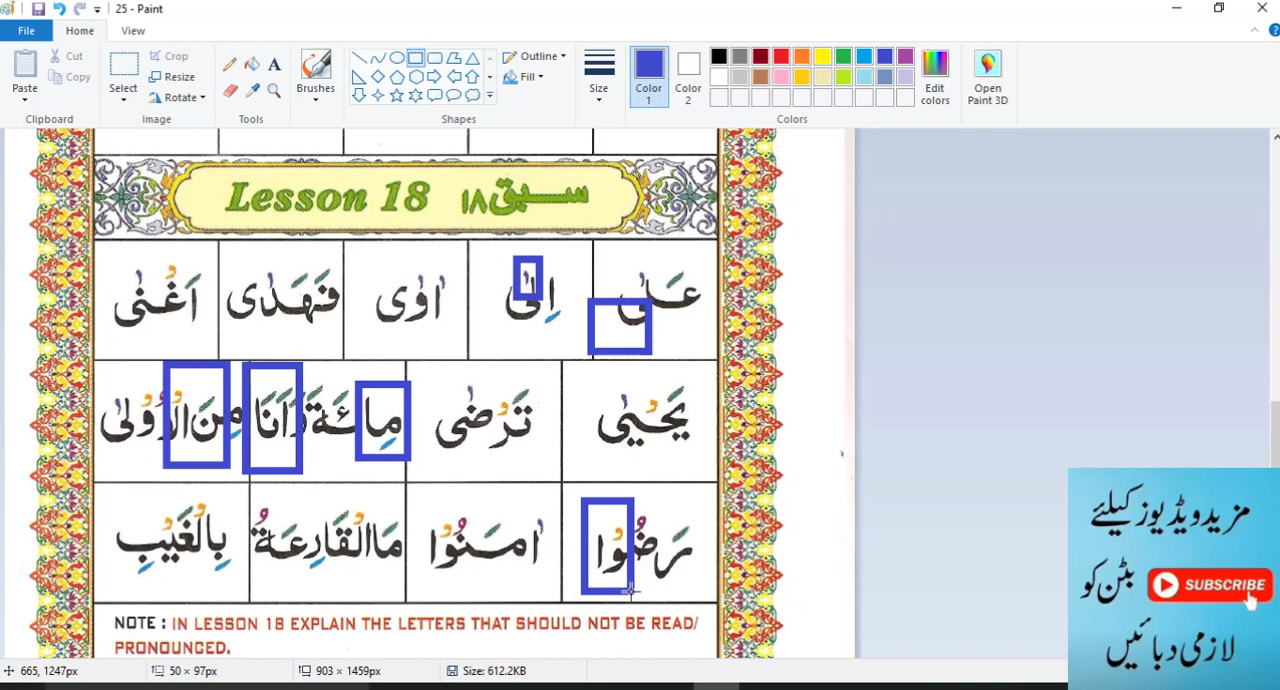 25 - Paint
File Home View
Paste Cut Copy Select Crop Resize Rotate Brushes Outline Fill Size Color 1 Color 2 Edit colors Open Paint 3D
Clipboard Image Tools Shapes Colors
Lesson 18 سبق ١٨
عَلٰى اِلٰى اٰوٰى فَهَدٰى اَغْنٰى
يَحْيٰى تَرْضٰى مِائَةَ وَاَنَا مِنَ الْاُوْلٰى
رَضُوْا اٰمَنُوْا مَا الْقَارِعَةُ بِالْغَيْبِ
NOTE : IN LESSON 18 EXPLAIN THE LETTERS THAT SHOULD NOT BE READ/
PRONOUNCED.
مزید ویڈیوز کیلئے
بٹن کو SUBSCRIBE
لازمی دبائیں
665, 1247px 50 × 97px 903 × 1459px Size: 612.2KB